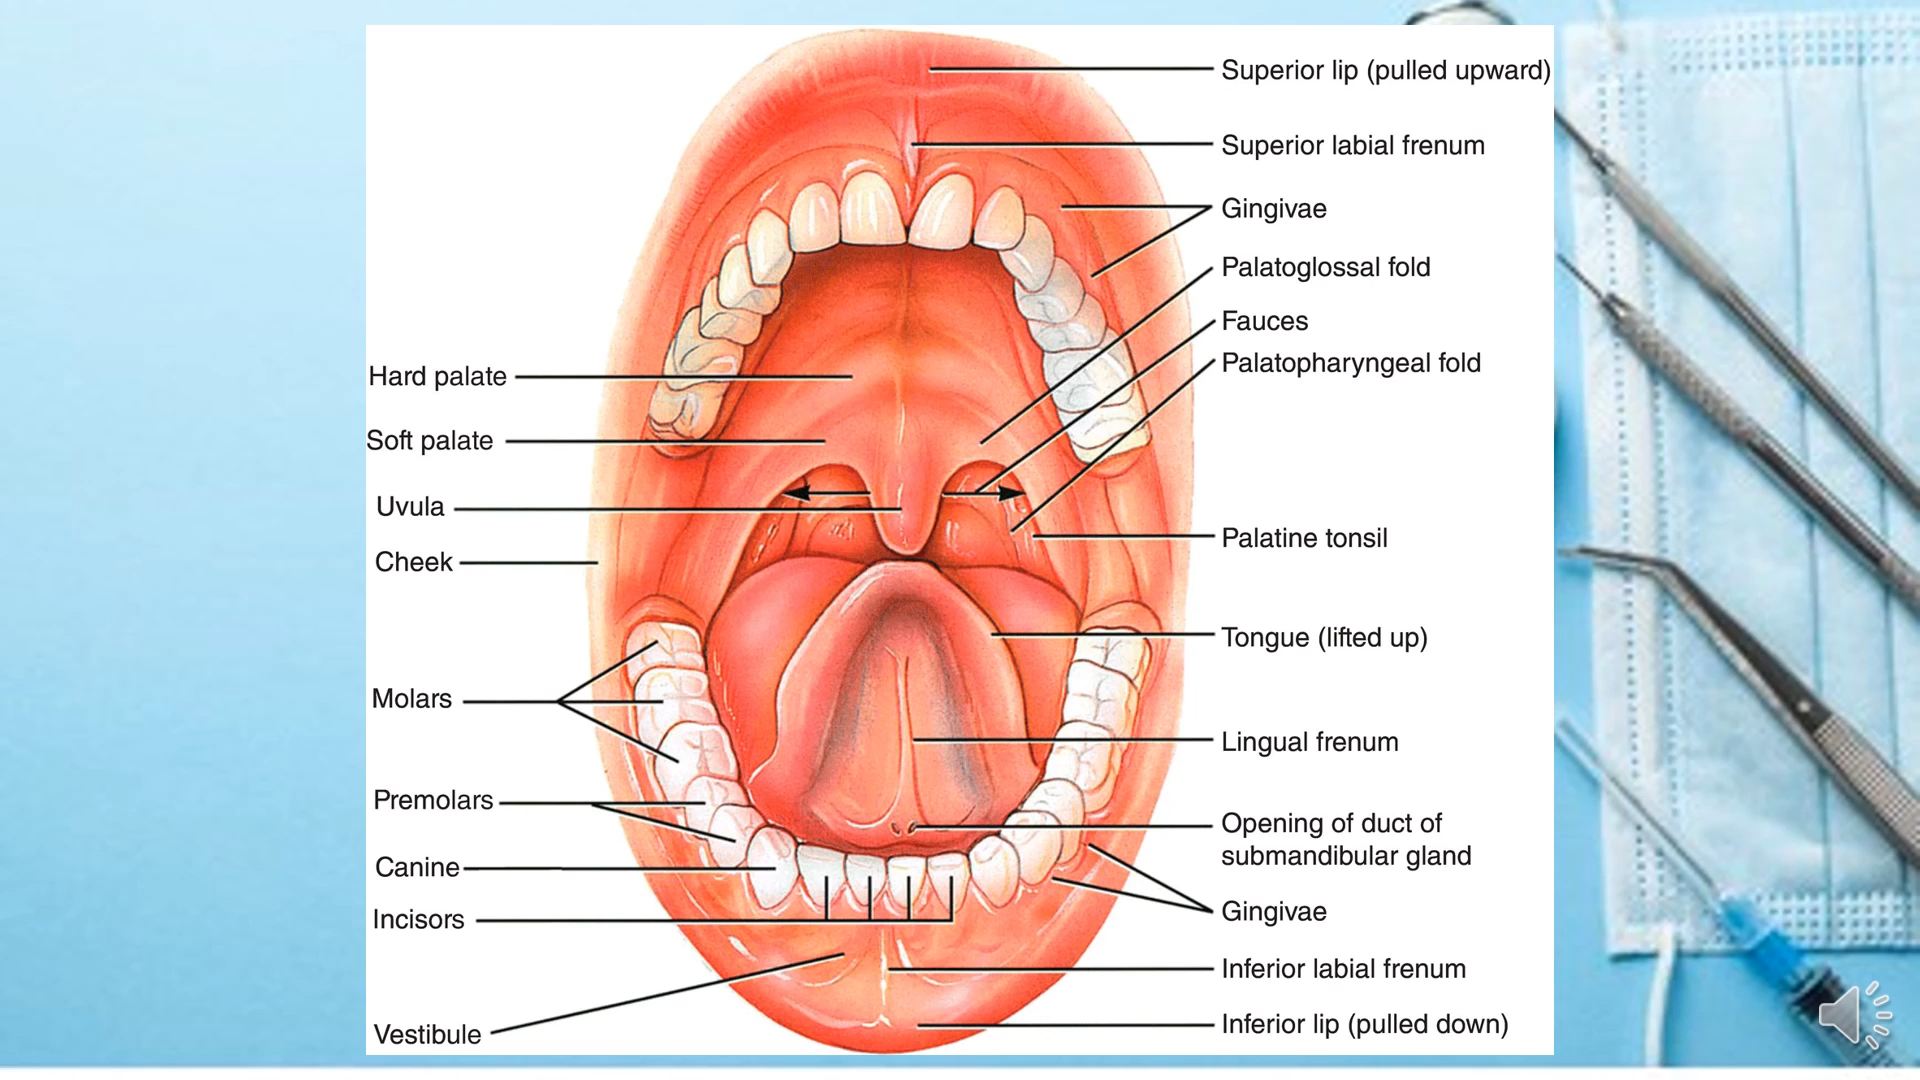 Superior lip (pulled upward)
Superior labial frenum
Gingivae
Palatoglossal fold
Fauces
Palatopharyngeal fold
Hard palate
Soft palate
Uvula
Cheek
Palatine tonsil
Tongue (lifted up)
Molars
Lingual frenum
Premolars
Opening of duct of
submandibular gland
Canine
Incisors
Gingivae
Inferior labial frenum
Vestibule
Inferior lip (pulled down)